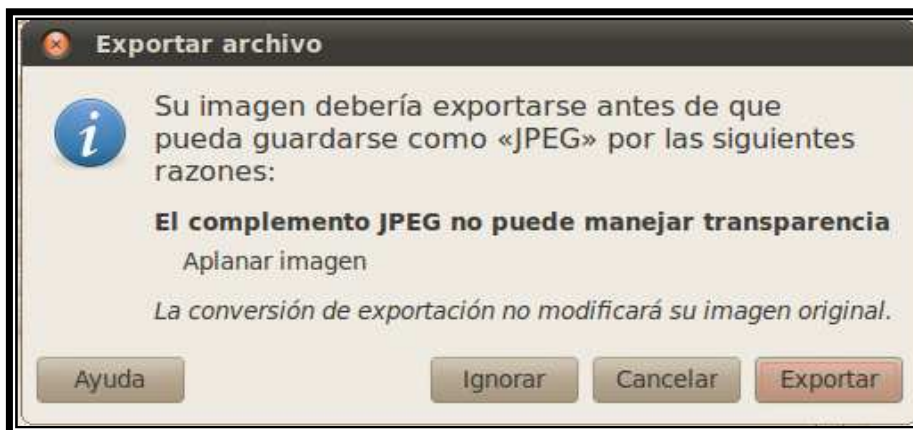 Exportar archivo
Su imagen debería exportarse antes de que
pueda guardarse como «JPEG» por las siguientes
razones:
El complemento JPEG no puede manejar transparencia
Aplanar imagen
La conversión de exportación no modificará su imagen original.
Ayuda Ignorar Cancelar Exportar